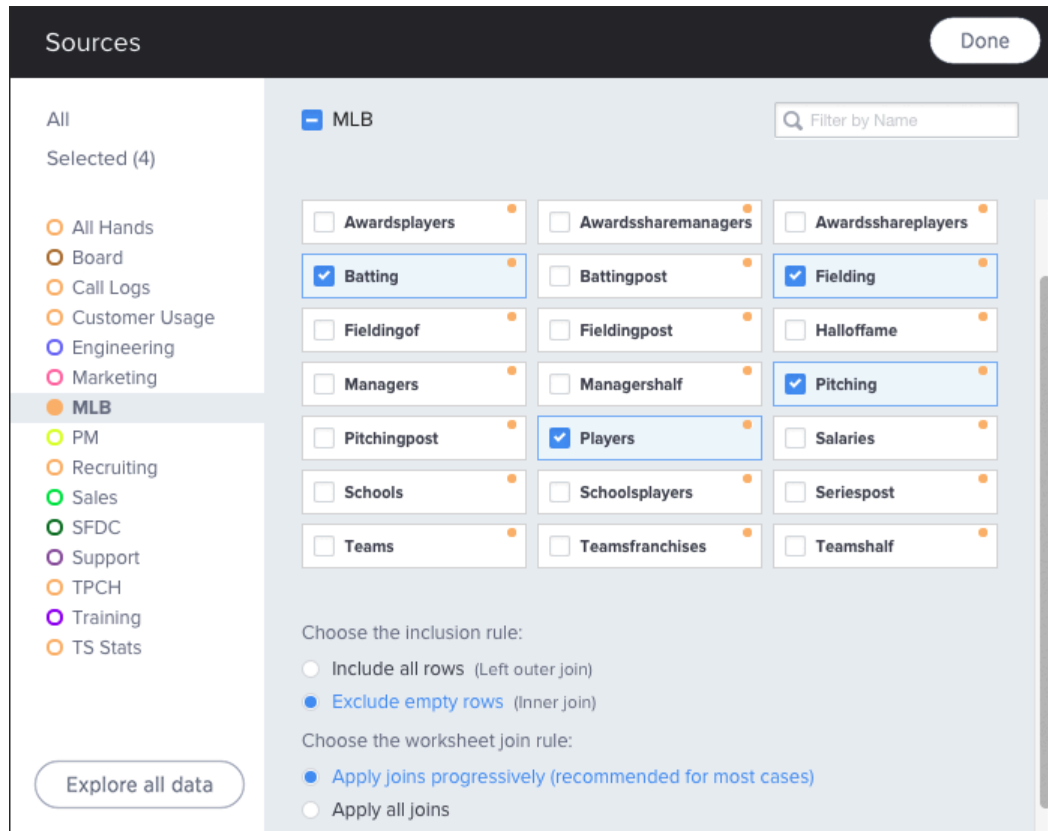 Sources
Done
All
Selected (4)
All Hands
Board
Call Logs
Customer Usage
Engineering
Marketing
MLB
PM
Recruiting
Sales
SFDC
Support
TPCH
Training
TS Stats
Explore all data
MLB
Filter by Name
Awardsplayers
Awardssharemanagers
Awardsshareplayers
Batting
Battingpost
Fielding
Fieldingof
Fieldingpost
Halloffame
Managers
Managershalf
Pitching
Pitchingpost
Players
Salaries
Schools
Schoolsplayers
Seriespost
Teams
Teamsfranchises
Teamshalf
Choose the inclusion rule:
Include all rows (Left outer join)
Exclude empty rows (Inner join)
Choose the worksheet join rule:
Apply joins progressively (recommended for most cases)
Apply all joins